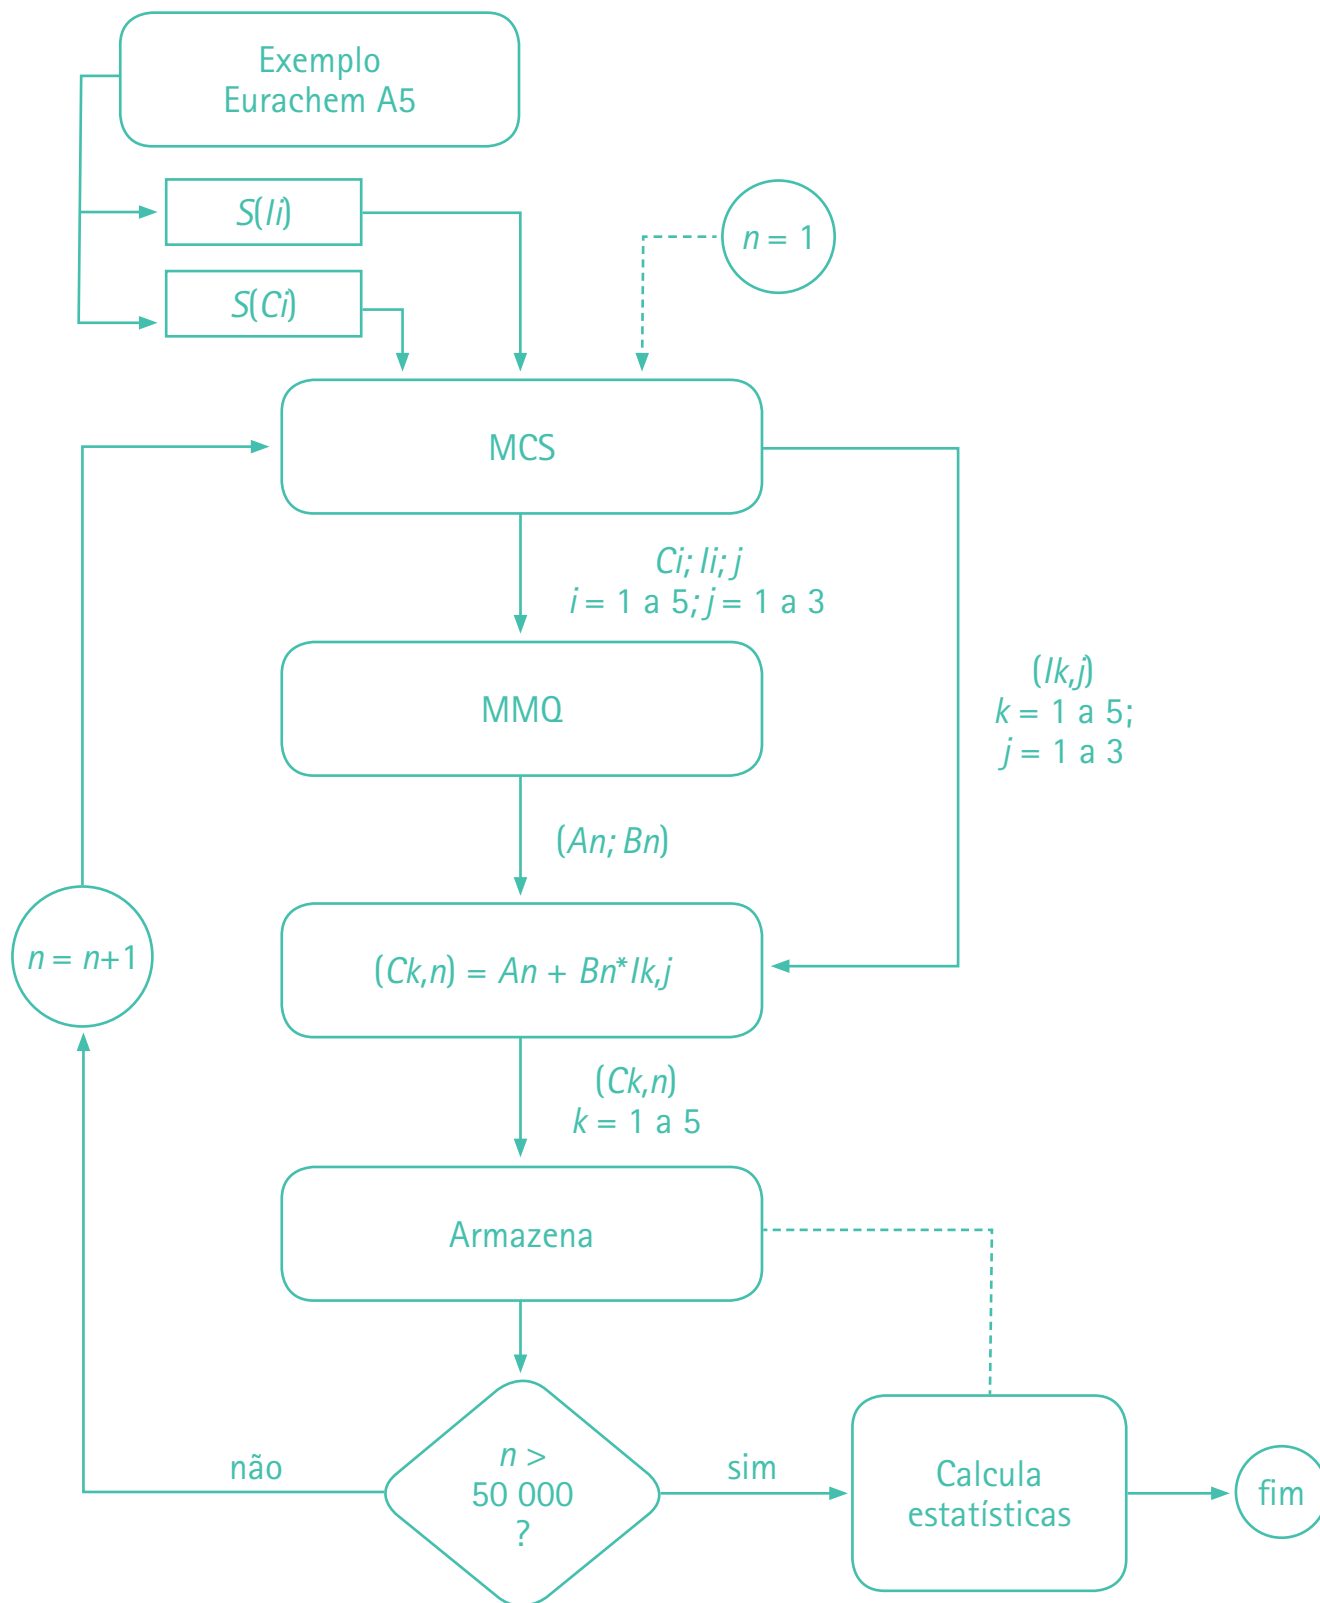 Exemplo
Eurachem A5
S(Ii)
n = 1
S(Ci)
MCS
Ci; Ii; j
i = 1 a 5; j = 1 a 3
(Ik,j)
k = 1 a 5;
j = 1 a 3
MMQ
(An; Bn)
n = n+1
(Ck,n) = An + Bn*Ik,j
(Ck,n)
k = 1 a 5
Armazena
não
n >
50 000
?
sim
Calcula
estatísticas
fim